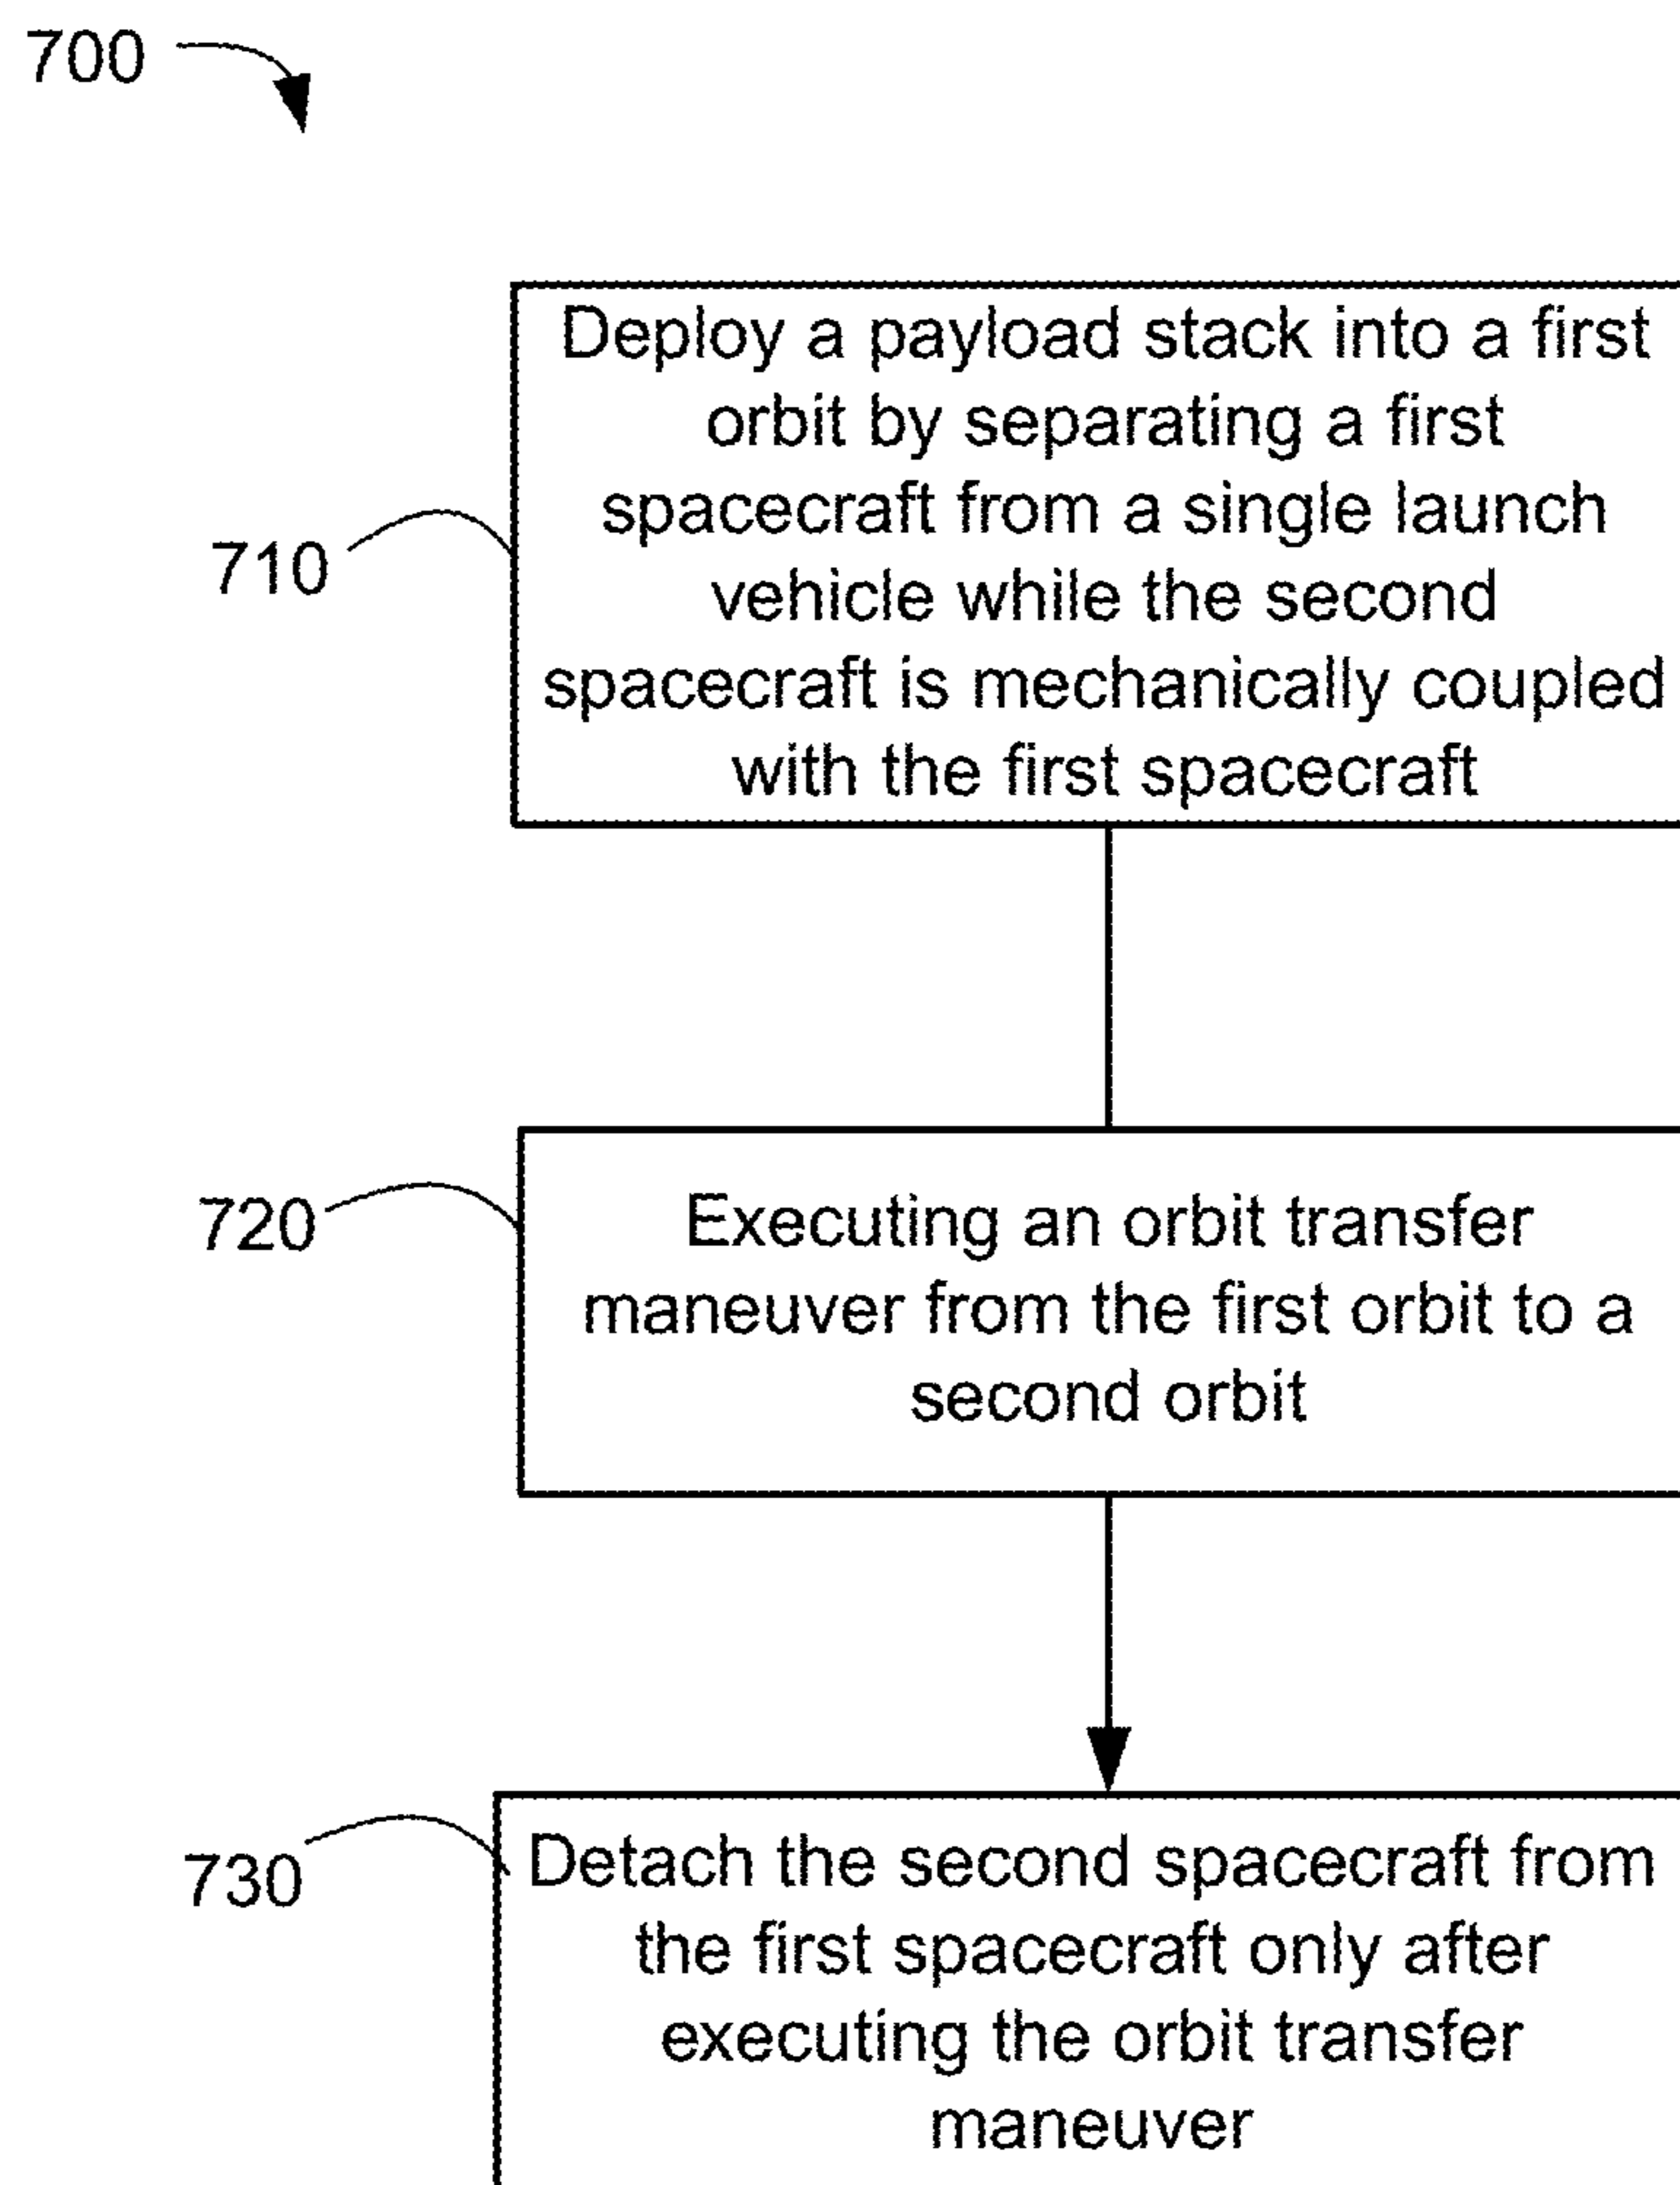 700
Deploy a payload stack into a first
orbit by separating a first
spacecraft from a single launch
vehicle while the second
spacecraft is mechanically coupled
with the first spacecraft
710
Executing an orbit transfer
maneuver from the first orbit to a
second orbit
720
Detach the second spacecraft from
the first spacecraft only after
executing the orbit transfer
maneuver
730